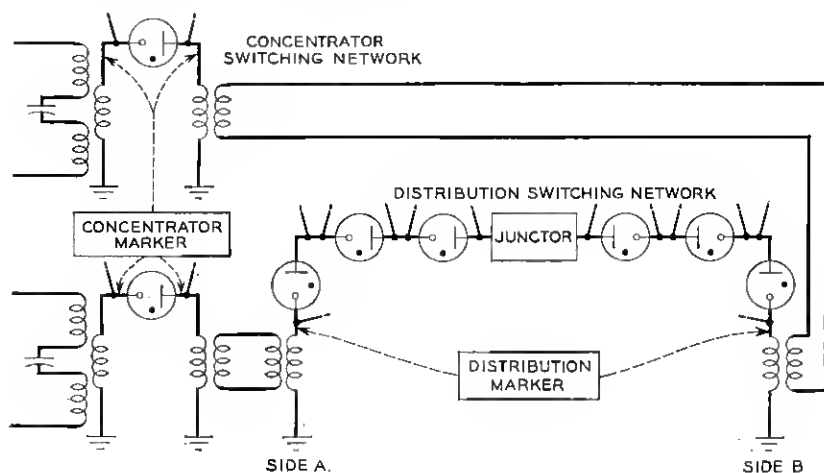 CONCENTRATOR
SWITCHING NETWORK
DISTRIBUTION SWITCHING NETWORK
CONCENTRATOR
MARKER
JUNCTOR
DISTRIBUTION
MARKER
SIDE A.
SIDE B